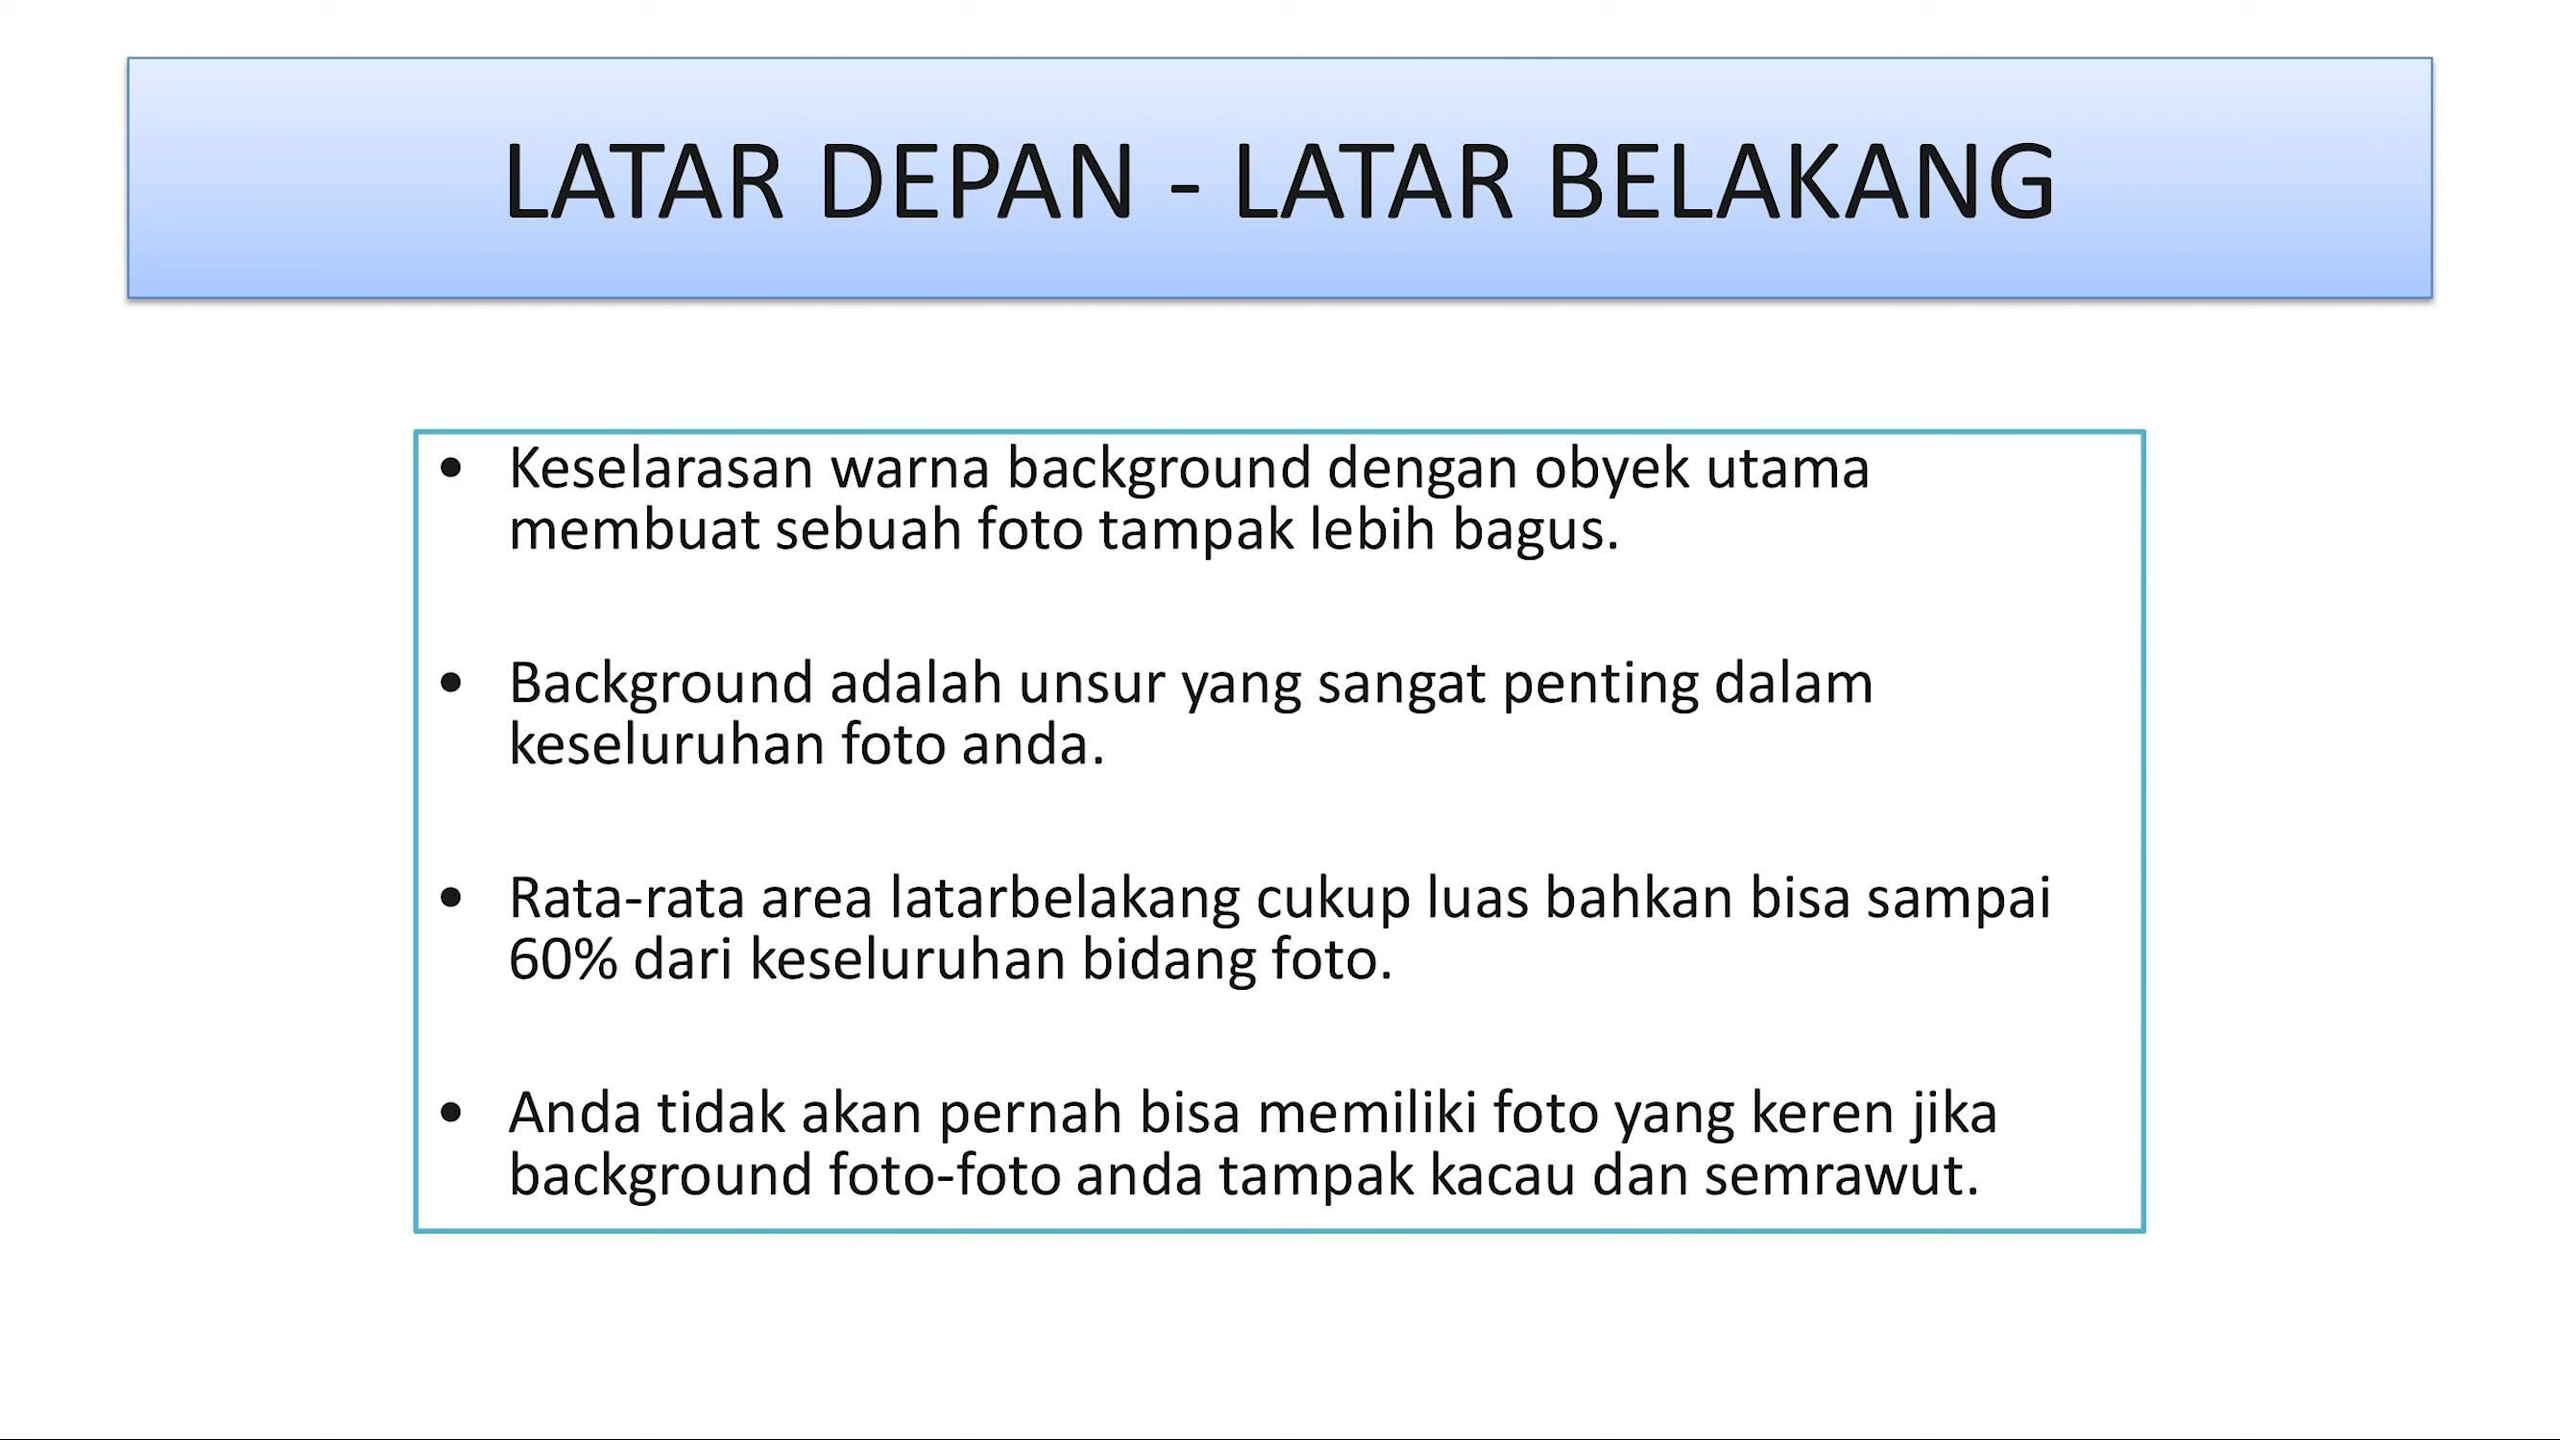 LATAR DEPAN - LATAR BELAKANG
• Keselarasan warna background dengan obyek utama
membuat sebuah foto tampak lebih bagus.
• Background adalah unsur yang sangat penting dalam
keseluruhan foto anda.
• Rata-rata area latarbelakang cukup luas bahkan bisa sampai
60% dari keseluruhan bidang foto.
• Anda tidak akan pernah bisa memiliki foto yang keren jika
background foto-foto anda tampak kacau dan semrawut.